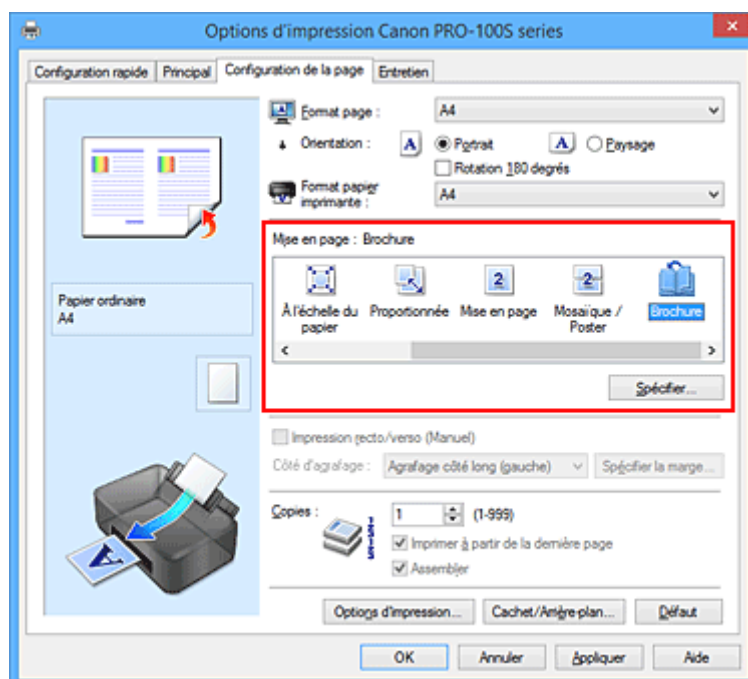 Options d'impression Canon PRO-100S series
Configuration rapide Principal Configuration de la page Entretien
Format page : A4
Orientation : A Portrait A Paysage
Rotation 180 degrés
Format papier imprimante : A4
Mise en page : Brochure
À l'échelle du papier Proportionnée Mise en page Mosaïque / Poster Brochure
Spécifier...
Papier ordinaire
A4
Impression recto/verso (Manuel)
Côté d'agrafage : Agrafage côté long (gauche) Spécifier la marge...
Copies : 1 (1-999)
Imprimer à partir de la dernière page
Assembler
Options d'impression... Cachet/Arrière-plan... Défaut
OK Annuler Appliquer Aide